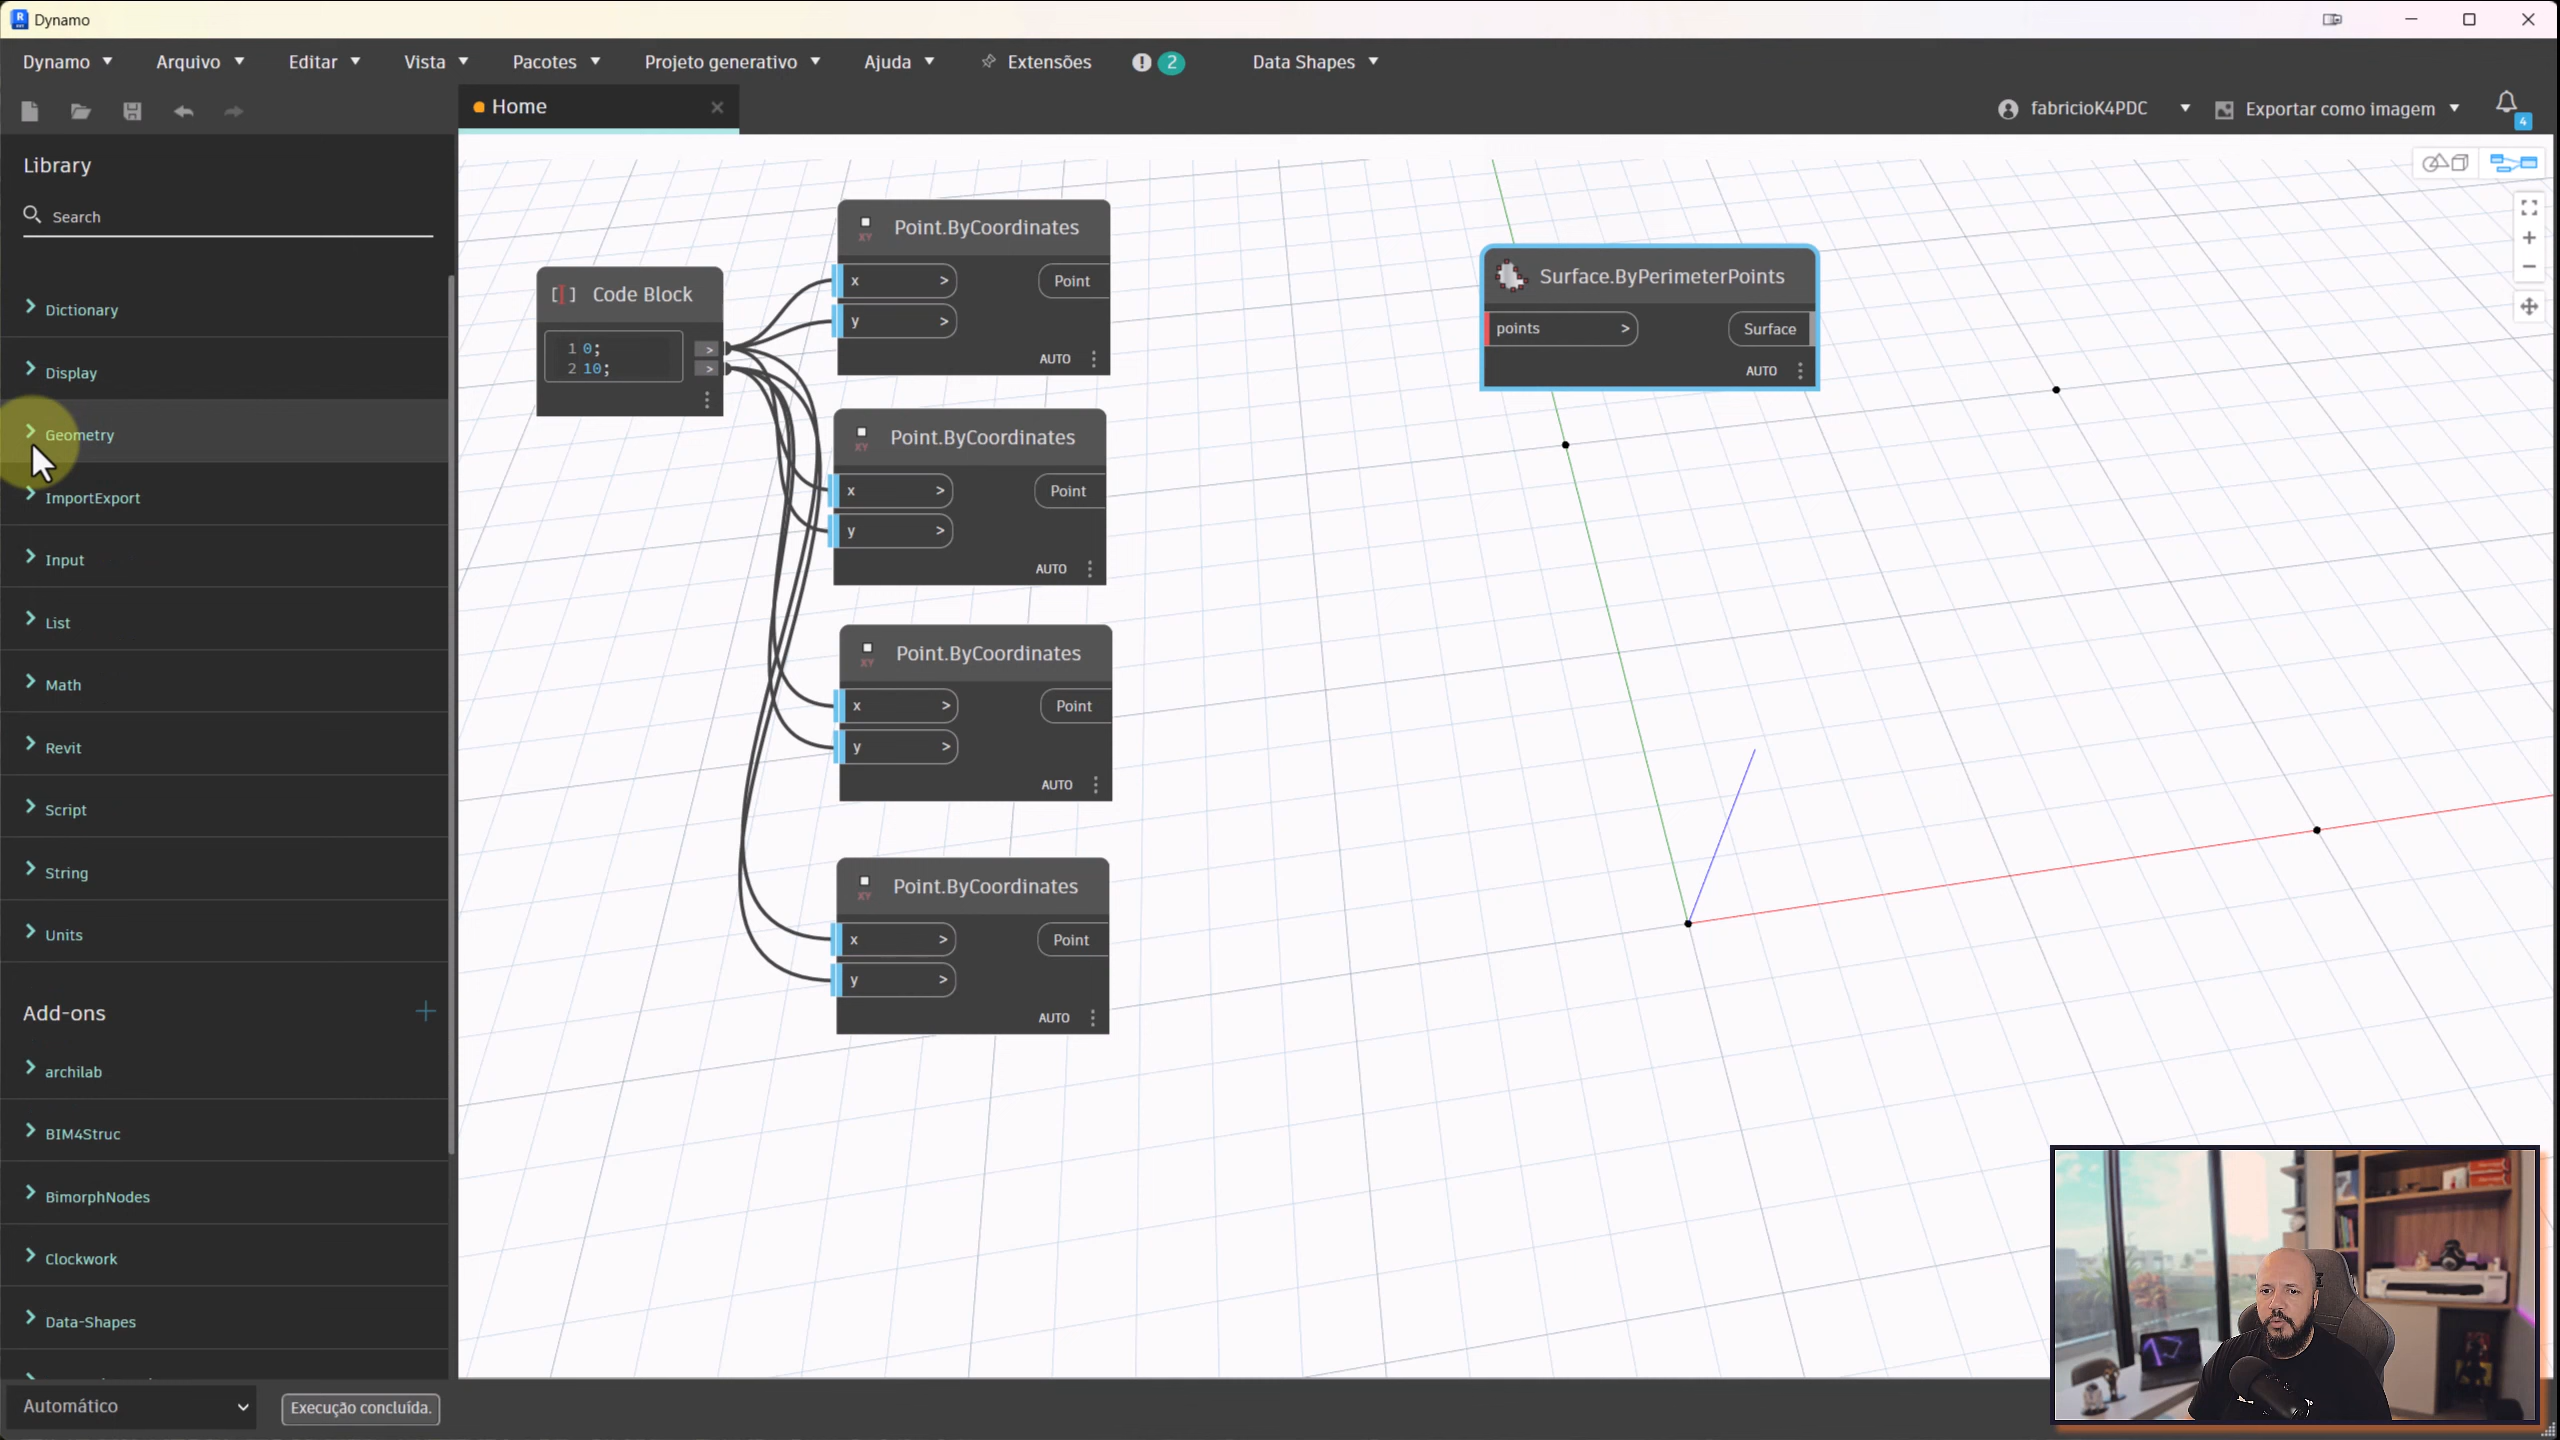 Dynamo
Dynamo Arquivo Editar Vista Pacotes Projeto generativo Ajuda Extensões 2 Data Shapes
Home
fabricioK4PDC Exportar como imagem 4
Library
Search
Dictionary
Display
Geometry
ImportExport
Input
List
Math
Revit
Script
String
Units
Add-ons
archilab
BIM4Struc
BimorphNodes
Clockwork
Data-Shapes
Automático
Execução concluída.
Code Block
1 0;
2 10;
Point.ByCoordinates
x > Point
y >
AUTO
Point.ByCoordinates
x > Point
y >
AUTO
Point.ByCoordinates
x > Point
y >
AUTO
Point.ByCoordinates
x > Point
y >
AUTO
Surface.ByPerimeterPoints
points > Surface
AUTO